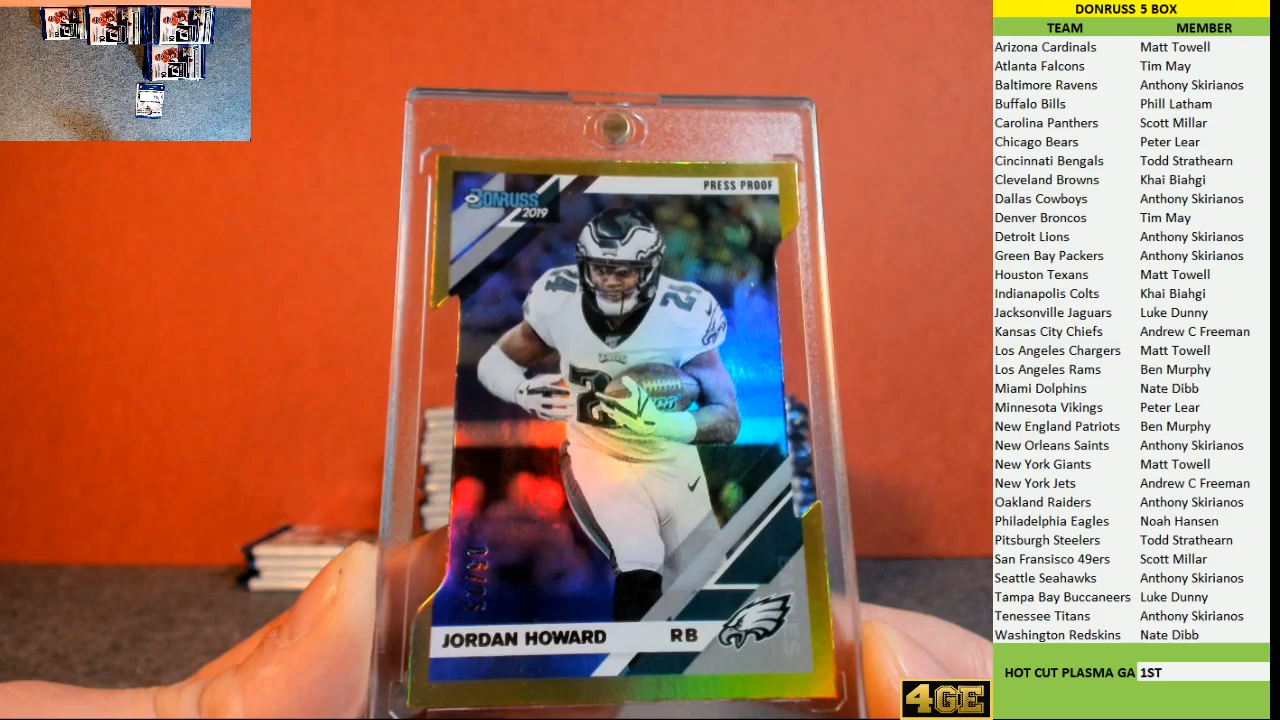 DONRUSS 5 BOX
TEAM MEMBER
Arizona Cardinals Matt Towell
Atlanta Falcons Tim May
Baltimore Ravens Anthony Skirianos
Buffalo Bills Phill Latham
Carolina Panthers Scott Millar
Chicago Bears Peter Lear
Cincinnati Bengals Todd Strathearn
Cleveland Browns Khai Biahgi
Dallas Cowboys Anthony Skirianos
Denver Broncos Tim May
Detroit Lions Anthony Skirianos
Green Bay Packers Anthony Skirianos
Houston Texans Matt Towell
Indianapolis Colts Khai Biahgi
Jacksonville Jaguars Luke Dunny
Kansas City Chiefs Andrew C Freeman
Los Angeles Chargers Matt Towell
Los Angeles Rams Ben Murphy
Miami Dolphins Nate Dibb
Minnesota Vikings Peter Lear
New England Patriots Ben Murphy
New Orleans Saints Anthony Skirianos
New York Giants Matt Towell
New York Jets Andrew C Freeman
Oakland Raiders Anthony Skirianos
Philadelphia Eagles Noah Hansen
Pitsburgh Steelers Todd Strathearn
San Fransisco 49ers Scott Millar
Seattle Seahawks Anthony Skirianos
Tampa Bay Buccaneers Luke Dunny
Tenessee Titans Anthony Skirianos
Washington Redskins Nate Dibb
HOT CUT PLASMA GA 1ST
PRESS PROOF
DONRUSS
2019
24
24
24
JORDAN HOWARD RB
4GE